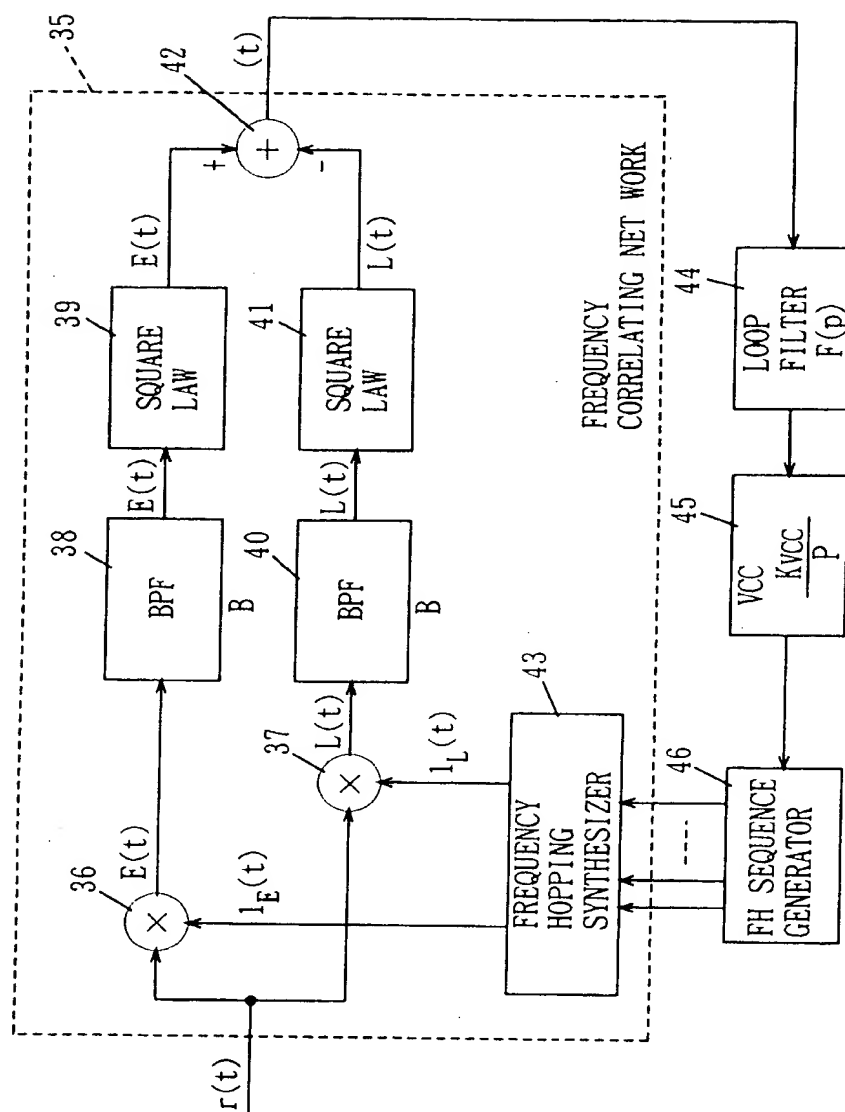 35
36
E(t)
38
BPF
B
E(t)
39
SQUARE
LAW
E(t)
+
42
+
(t)
-
×
r(t)
1E(t)
37
×
L(t)
40
BPF
B
L(t)
41
SQUARE
LAW
L(t)
1L(t)
43
FREQUENCY
HOPPING
SYNTHESIZER
FREQUENCY
CORRELATING NET WORK
46
FH SEQUENCE
GENERATOR
45
VCC
KVCC
P
44
LOOP
FILTER
F(p)